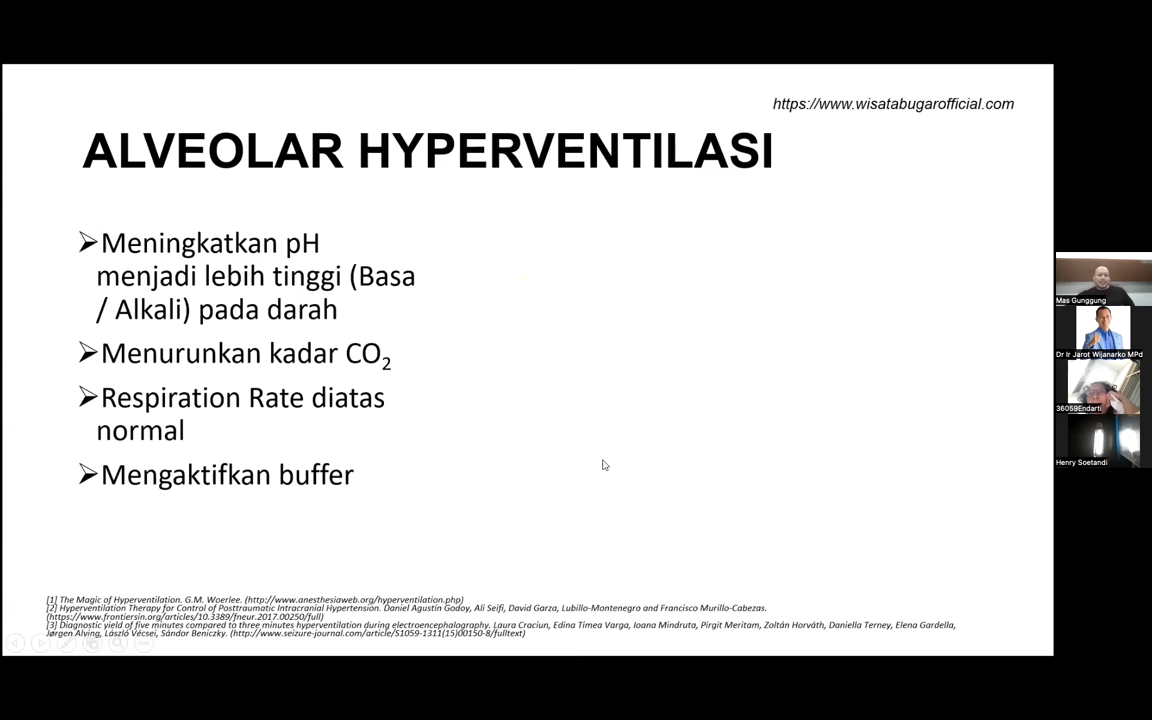 https://www.wisatabugarofficial.com
ALVEOLAR HYPERVENTILASI
➢Meningkatkan pH
menjadi lebih tinggi (Basa
/ Alkali) pada darah
➢Menurunkan kadar CO₂
➢Respiration Rate diatas
normal
➢Mengaktifkan buffer
Mas Gunggung
Dr Ir Jarot Wijanarko MPd
36059Endarti
Henry Soetandi
[1] The Magic of Hyperventilation. G.M. Woerlee. (http://www.anesthesiaweb.org/hyperventilation.php)
[2] Hyperventilation Therapy for Control of Posttraumatic Intracranial Hypertension. Daniel Agustín Godoy, Ali Seifi, David Garza, Lubillo-Montenegro and Francisco Murillo-Cabezas.
(https://www.frontiersin.org/articles/10.3389/fneur.2017.00250/full)
[3] Diagnostic yield of five minutes compared to three minutes hyperventilation during electroencephalography. Laura Craciun, Edina Timea Varga, Ioana Mindruta, Pirgit Meritam, Zoltán Horváth, Daniella Terney, Elena Gardella,
Jørgen Alving, László Vécsei, Sándor Beniczky. (http://www.seizure-journal.com/article/S1059-1311(15)00150-8/fulltext)